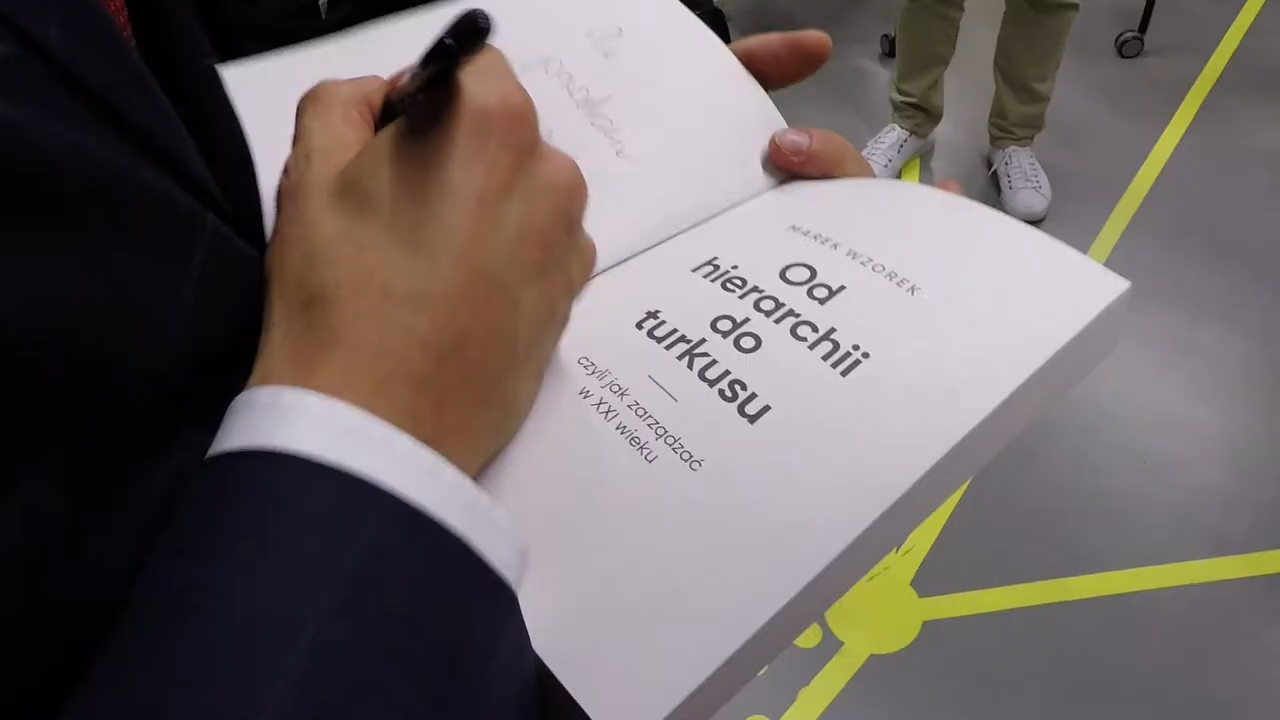 MAREK WZOREK
Od
hierarchii
do
turkusu
czyli jak zarządzać
w XXI wieku